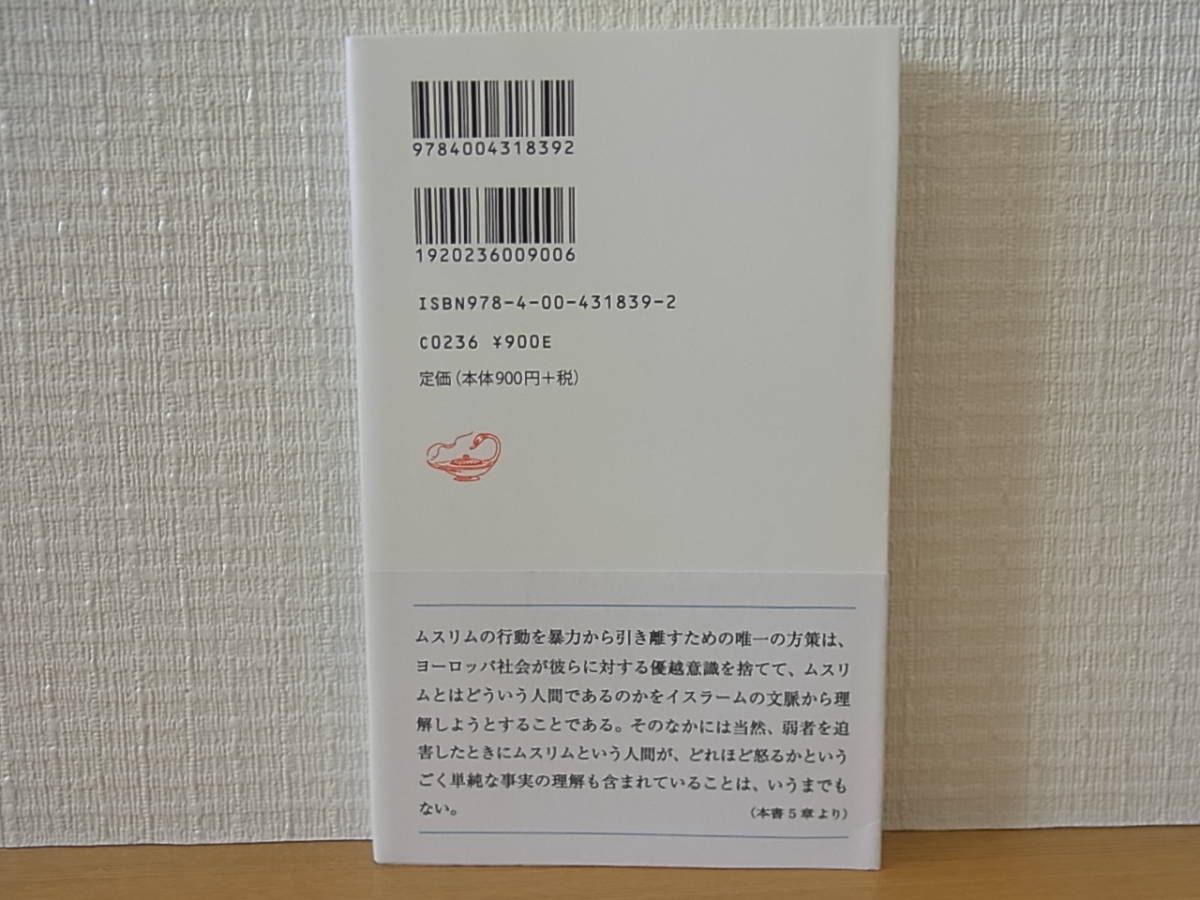 9784004318392
1920236009006
ISBN978-4-00-431839-2
C0236 ¥900E
定価(本体900円+税)
ムスリムの行動を暴力から引き離すための唯一の方策は、
ヨーロッパ社会が彼らに対する優越意識を捨てて、ムスリ
ムとはどういう人間であるのかをイスラームの文脈から理
解しようとすることである。そのなかには当然、弱者を迫
害したときにムスリムという人間が、どれほど怒るかという
ごく単純な事実の理解も含まれていることは、いうまでも
ない。
(本書5章より)